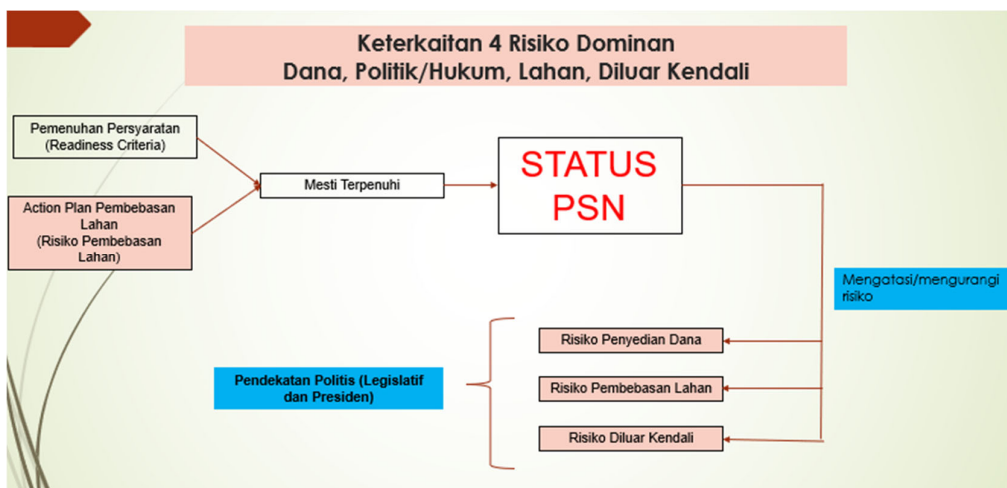 Keterkaitan 4 Risiko Dominan
Dana, Politik/Hukum, Lahan, Diluar Kendali
Pemenuhan Persyaratan
(Readiness Criteria)
Action Plan Pembebasan
Lahan
(Risiko Pembebasan
Lahan)
Mesti Terpenuhi
STATUS
PSN
Mengatasi/mengurangi
risiko
Risiko Penyedian Dana
Risiko Pembebasan Lahan
Risiko Diluar Kendali
Pendekatan Politis (Legislatif
dan Presiden)